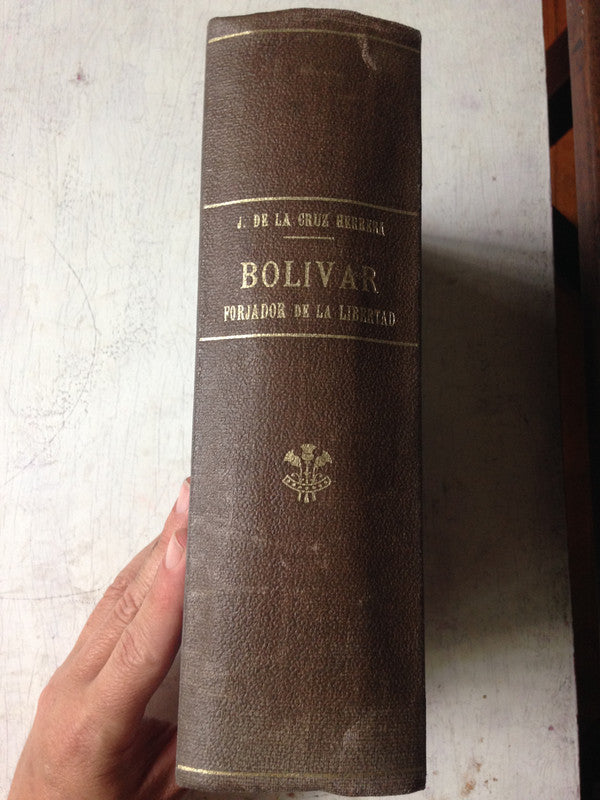 J. DE LA CRUZ HERRERA
BOLIVAR
FORJADOR DE LA LIBERTAD